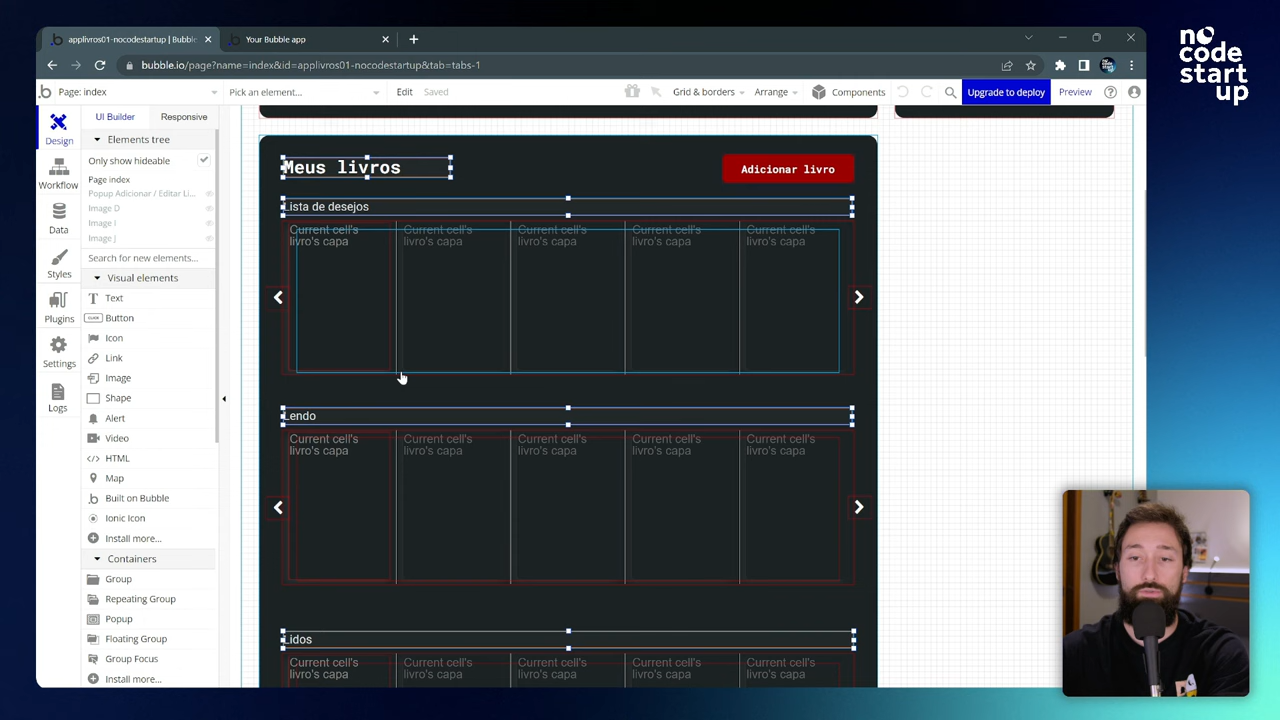 applivros01-nocodestartup | Bubbl
Your Bubble app
no
code
start
up
bubble.io/page?name=index&id=applivros01-nocodestartup&tab=tabs-1
Page: index
Pick an element...
Edit
Saved
Grid & borders
Arrange
Components
Upgrade to deploy
Preview
Design
Workflow
Data
Styles
Plugins
Settings
Logs
UI Builder
Responsive
Elements tree
Only show hideable
Page index
Popup Adicionar / Editar Li...
Image D
Image I
Image J
Search for new elements...
Visual elements
Text
Button
CLICK
Icon
Link
Image
Shape
Alert
Video
HTML
Map
Built on Bubble
Ionic Icon
Install more...
Containers
Group
Repeating Group
Popup
Floating Group
Group Focus
Install more...
Meus livros
Adicionar livro
Lista de desejos
Current cell's
livro's capa
Current cell's
livro's capa
Current cell's
livro's capa
Current cell's
livro's capa
Current cell's
livro's capa
Lendo
Current cell's
livro's capa
Current cell's
livro's capa
Current cell's
livro's capa
Current cell's
livro's capa
Current cell's
livro's capa
Lidos
Current cell's
livro's capa
Current cell's
livro's capa
Current cell's
livro's capa
Current cell's
livro's capa
Current cell's
livro's capa